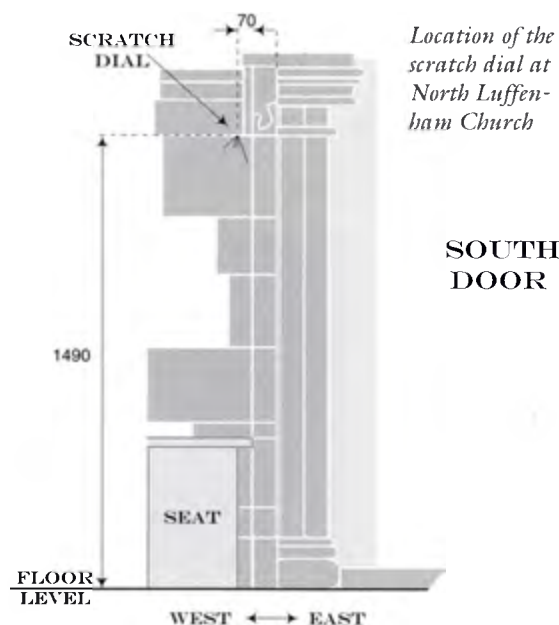 70
SCRATCH
DIAL
Location of the
scratch dial at
North Luffen-
ham Church
SOUTH
DOOR
1490
SEAT
FLOOR
LEVEL
WEST EAST